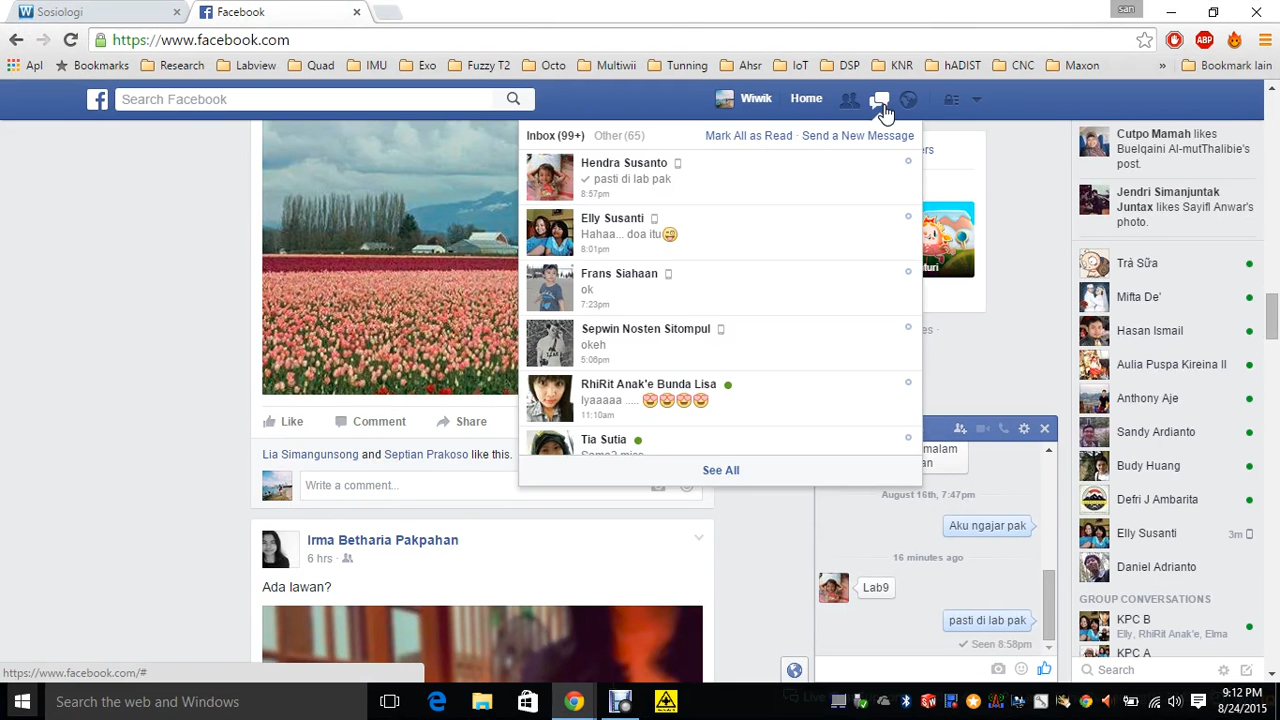 Sosiologi
Facebook
san
https://www.facebook.com
ABP
Apl
Bookmarks
Research
Labview
Quad
IMU
Exo
Fuzzy T2
Octo
Multiwii
Tunning
Ahsr
IoT
DSP
KNR
hADIST
CNC
Maxon
»
Bookmark lain
Search Facebook
Wiwik
Home
Inbox (99+)
Other (65)
Mark All as Read · Send a New Message
Hendra Susanto
pasti di lab pak
8:57pm
Elly Susanti
Hahaa... doa itu😜
8:01pm
Frans Siahaan
ok
7:23pm
Sepwin Nosten Sitompul
okeh
5:06pm
RhiRit Anak'e Bunda Lisa
Iyaaaaa ..... 😍😍😍😍
11:10am
Tia Sutia
See All
Like
Comment
Share
Lia Simangunsong and Septian Prakoso like this.
Write a comment...
Irma Betharia Pakpahan
6 hrs ·
Ada lawan?
malam
an
August 16th, 7:47pm
Aku ngajar pak
16 minutes ago
Lab9
pasti di lab pak
Seen 8:58pm
Cutpo Mamah likes
Buelqaini Al-mutThalibie's
post.
Jendri Simanjuntak
Juntax likes Sayifl Anwar's
photo.
Trà Sữa
Mifta De'
Hasan Ismail
Aulia Puspa Kireina II
Anthony Aje
Sandy Ardianto
Budy Huang
Defri J Ambarita
Elly Susanti
3m
Daniel Adrianto
GROUP CONVERSATIONS
KPC B
Elly, RhiRit Anak'e, Elma
KPC A
Search
https://www.facebook.com/#
Search the web and Windows
9:12 PM
8/24/2015